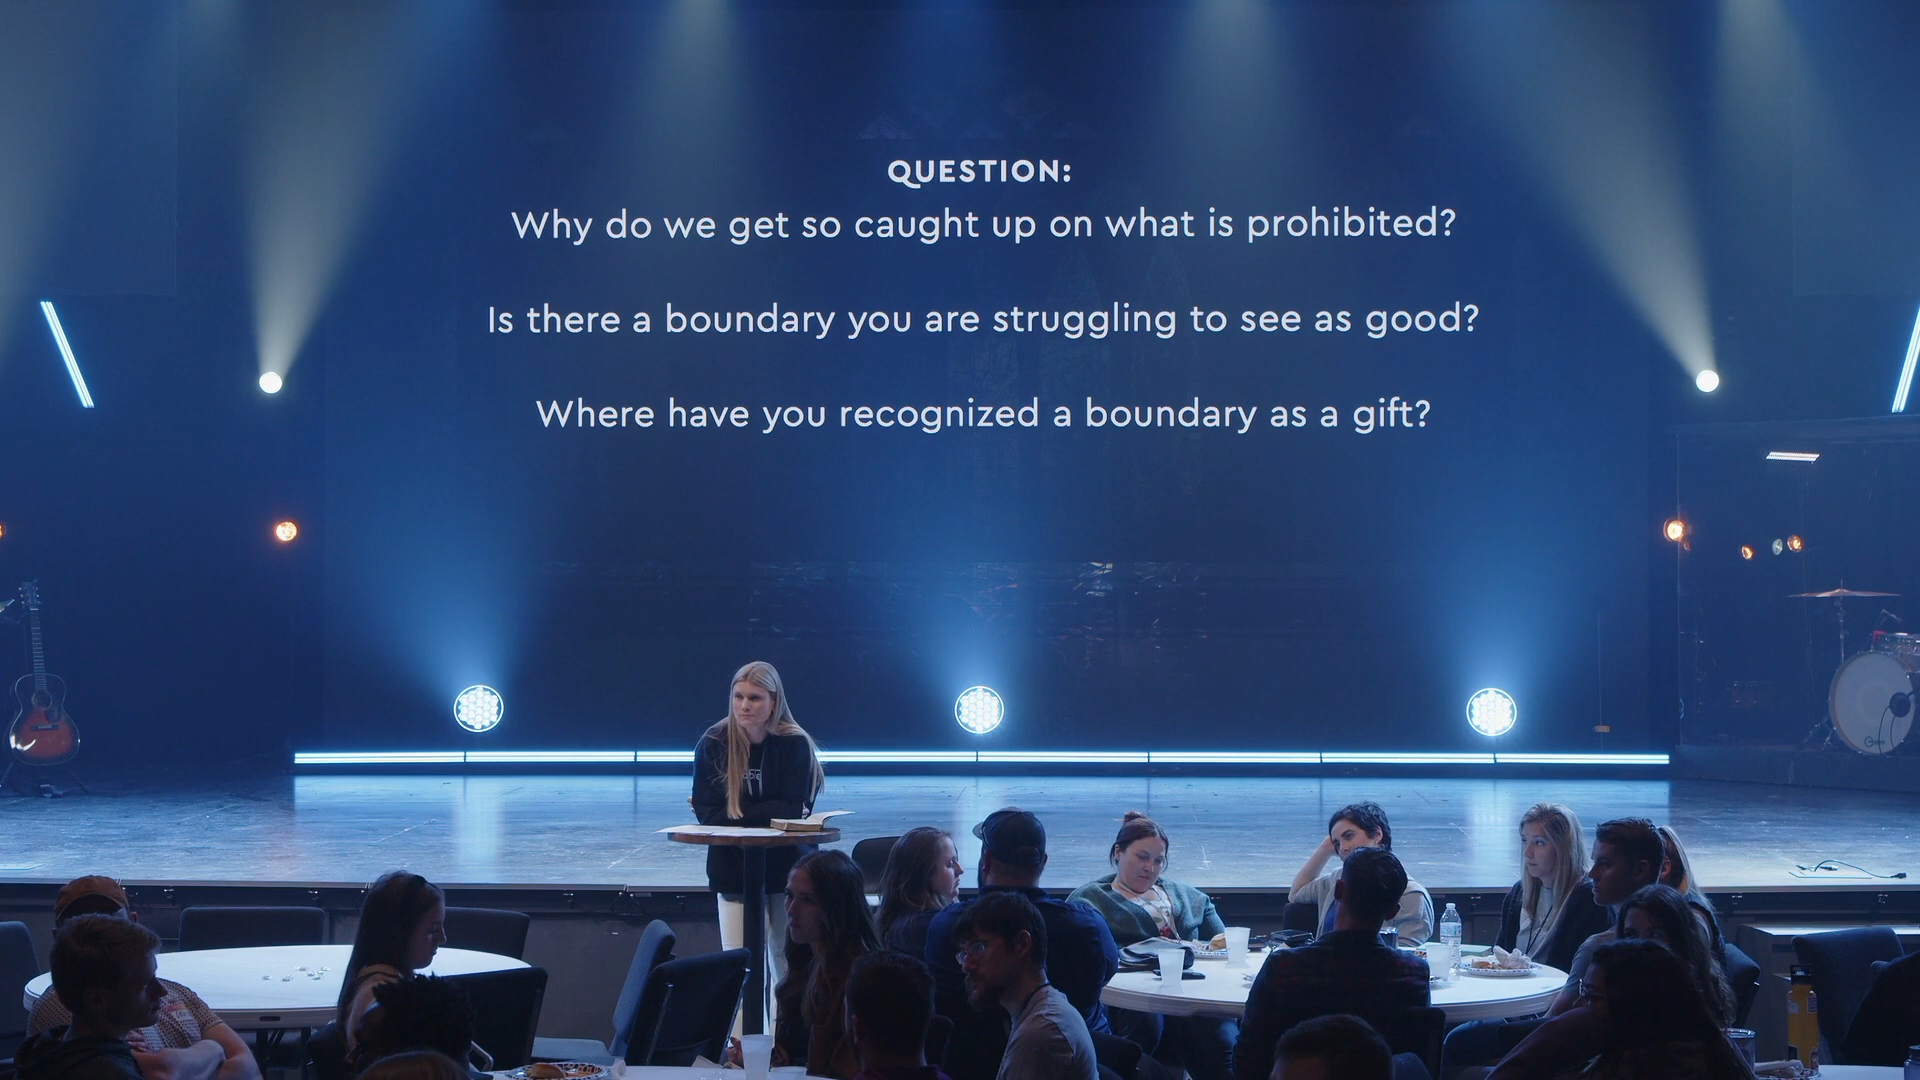 QUESTION:
Why do we get so caught up on what is prohibited?
Is there a boundary you are struggling to see as good?
Where have you recognized a boundary as a gift?